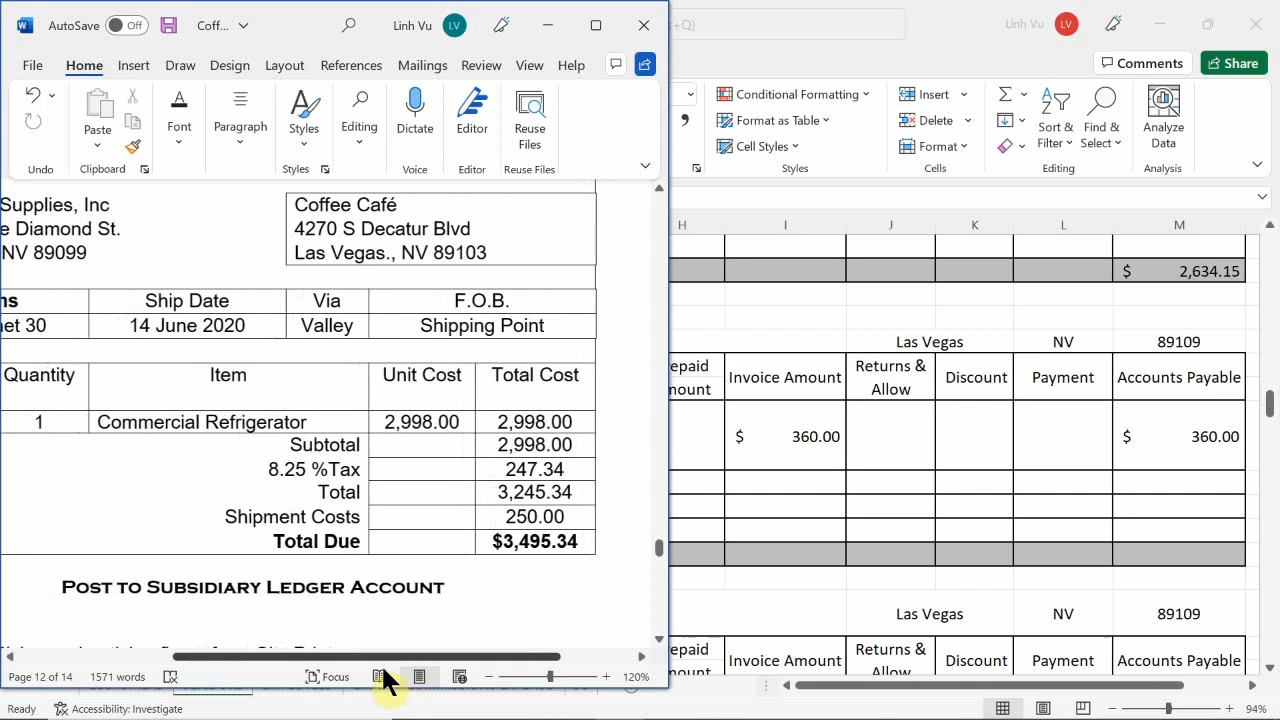 AutoSave Off Coff... Linh Vu LV
File Home Insert Draw Design Layout References Mailings Review View Help
Paste Font Paragraph Styles Editing Dictate Editor Reuse Files
Undo Clipboard Styles Voice Editor Reuse Files
Supplies, Inc
e Diamond St.
NV 89099
Coffee Café
4270 S Decatur Blvd
Las Vegas., NV 89103
ns Ship Date Via F.O.B.
et 30 14 June 2020 Valley Shipping Point
Quantity Item Unit Cost Total Cost
1 Commercial Refrigerator 2,998.00 2,998.00
Subtotal 2,998.00
8.25 %Tax 247.34
Total 3,245.34
Shipment Costs 250.00
Total Due $3,495.34
Post to Subsidiary Ledger Account
Page 12 of 14 1571 words Focus 120%
Q)
Linh Vu LV
Comments Share
Conditional Formatting Insert
Format as Table Delete
Cell Styles Format
Sort & Filter Find & Select Analyze Data
Styles Cells Editing Analysis
H I J K L M
$ 2,634.15
Las Vegas NV 89109
epaid mount Invoice Amount Returns & Allow Discount Payment Accounts Payable
$ 360.00 $ 360.00
Las Vegas NV 89109
epaid mount Invoice Amount Returns & Allow Discount Payment Accounts Payable
Ready Accessibility: Investigate 94%